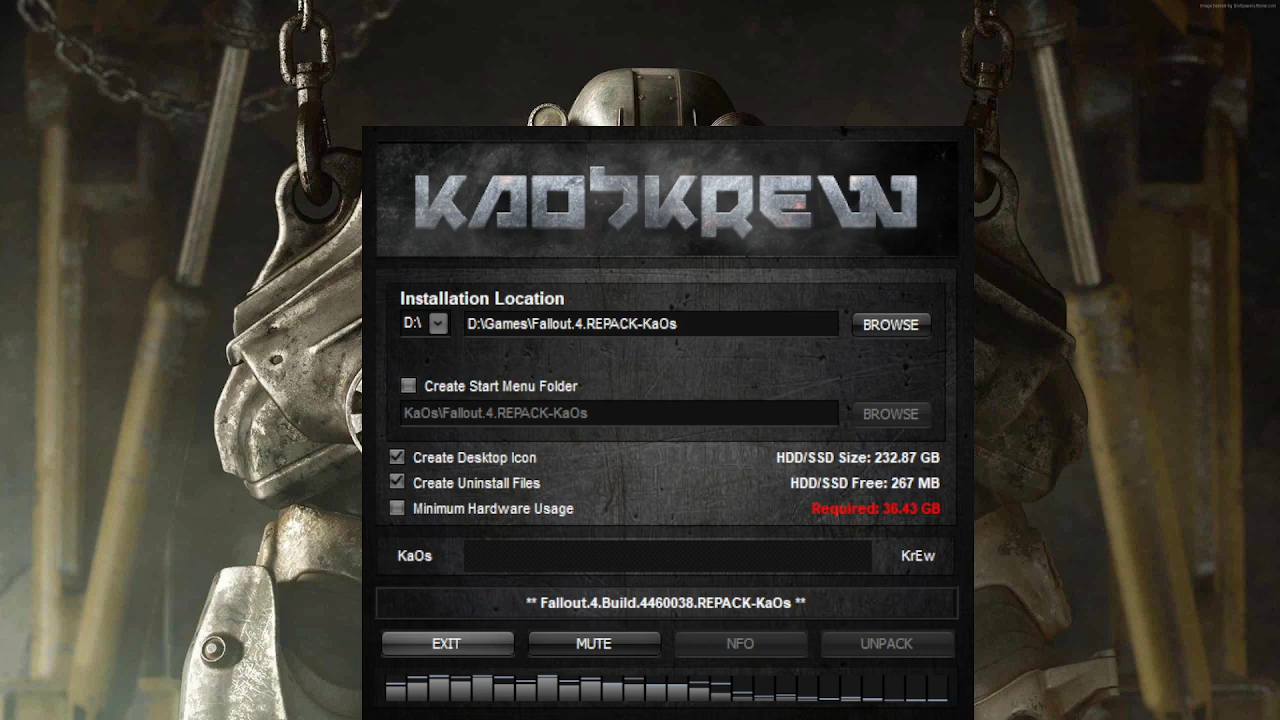 KAOSKREW
Installation Location
D:\ D:\Games\Fallout.4.REPACK-KaOs BROWSE
Create Start Menu Folder
KaOs\Fallout.4.REPACK-KaOs BROWSE
Create Desktop Icon HDD/SSD Size: 232.87 GB
Create Uninstall Files HDD/SSD Free: 267 MB
Minimum Hardware Usage Required: 36.43 GB
KaOs KrEw
** Fallout.4.Build.4460038.REPACK-KaOs **
EXIT MUTE NFO UNPACK